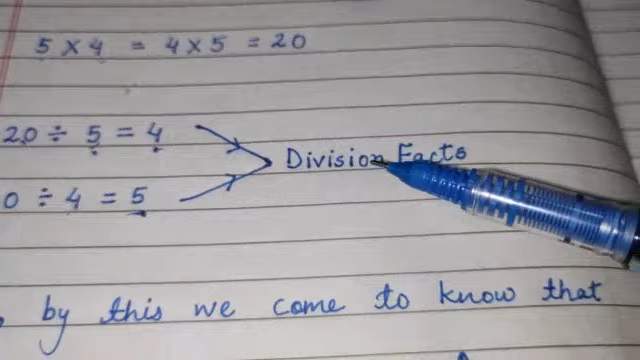 5 × 4 = 4 × 5 = 20
20 ÷ 5 = 4
Division Facts
0 ÷ 4 = 5
by this we come to know that